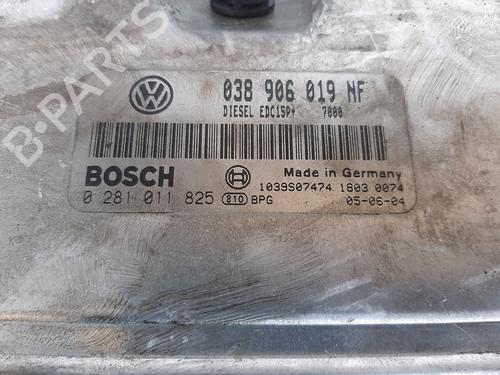 038 906 019 NF
DIESEL EDC15P+ 7000
BOSCH
Made in Germany
1039S07474 1803 0074
0 281 011 825 810 BPG 05-06-04
B-PARTS